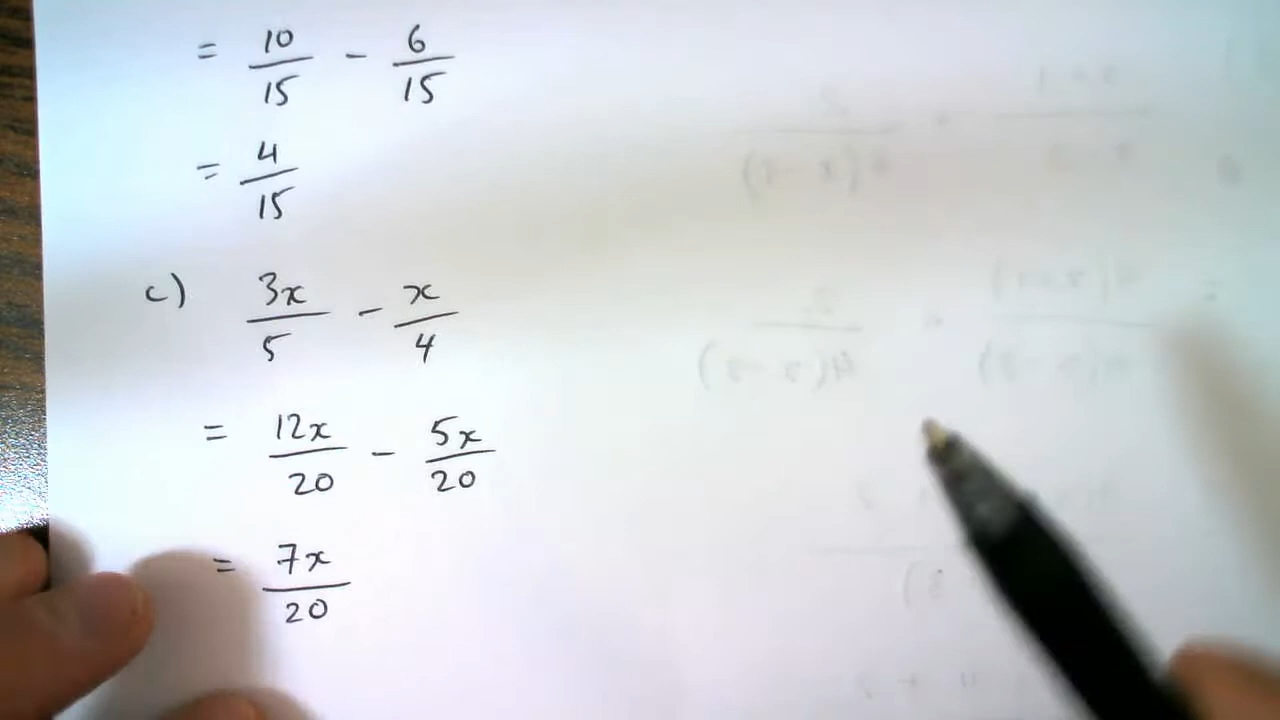 = 10/15 - 6/15
= 4/15
c) 3x/5 - x/4
= 12x/20 - 5x/20
= 7x/20